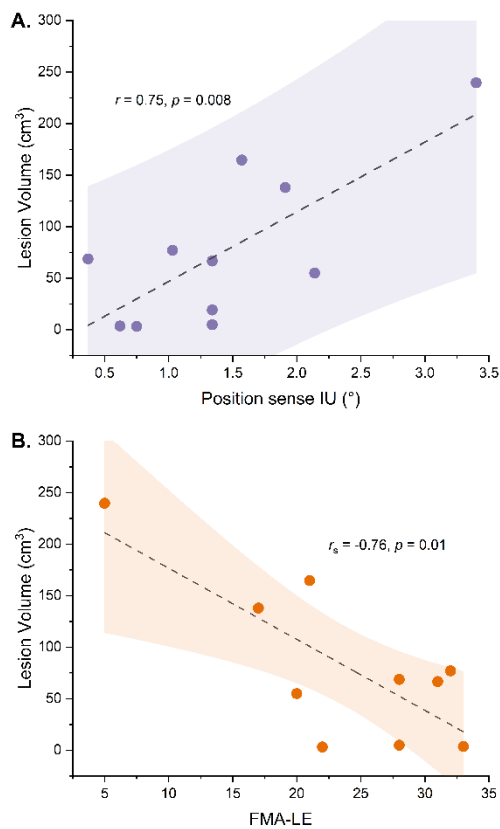 A.
300
250
200
150
100
50
0
Lesion Volume (cm³)
r = 0.75, p = 0.008
0.5 1.0 1.5 2.0 2.5 3.0 3.5
Position sense IU (°)
B.
300
250
200
150
100
50
0
Lesion Volume (cm³)
rₛ = -0.76, p = 0.01
5 10 15 20 25 30 35
FMA-LE